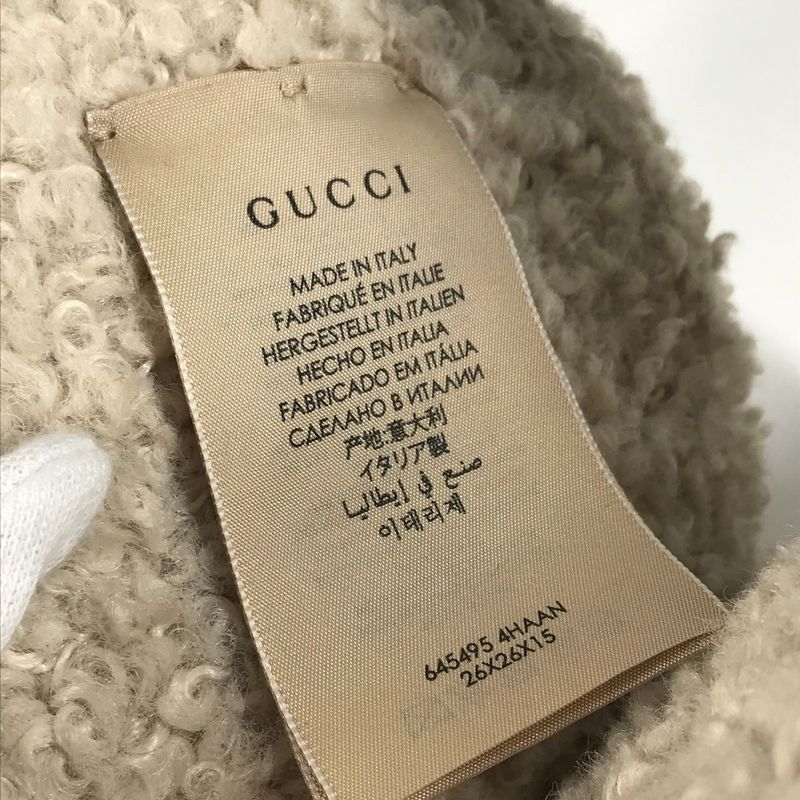 GUCCI
MADE IN ITALY
FABRIQUÉ EN ITALIE
HERGESTELLT IN ITALIEN
HECHO EN ITALIA
FABRICADO EM ITÁLIA
СДЕЛАНО В ИТАЛИИ
产地:意大利
イタリア製
صنع في إيطاليا
이태리제
645495 4HAAN
26X26X15